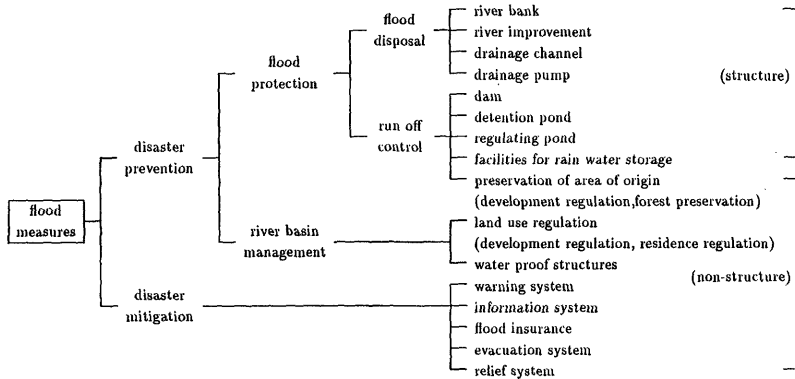 flood
measures
disaster
prevention
disaster
mitigation
flood
protection
river basin
management
flood
disposal
run off
control
river bank
river improvement
drainage channel
drainage pump
(structure)
dam
detention pond
regulating pond
facilities for rain water storage
preservation of area of origin
(development regulation,forest preservation)
land use regulation
(development regulation, residence regulation)
water proof structures
(non-structure)
warning system
information system
flood insurance
evacuation system
relief system